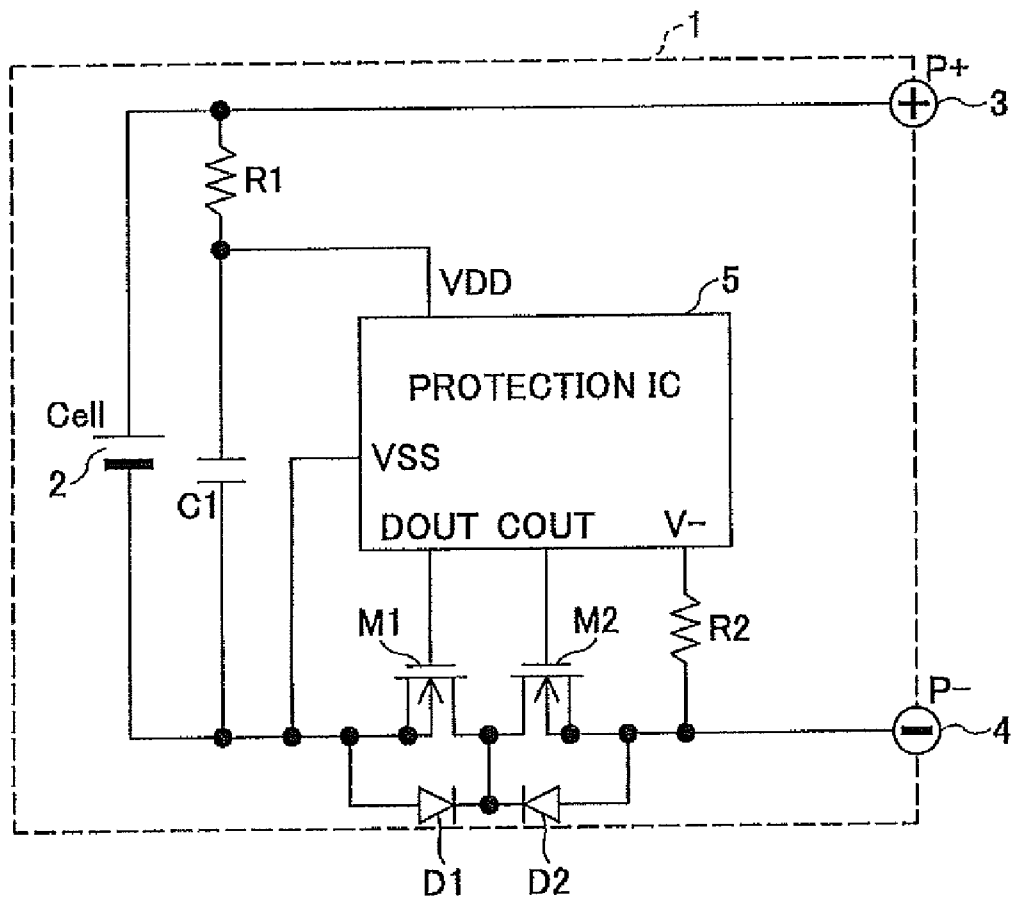 1
P+
+
3
R1
VDD
5
PROTECTION IC
Cell
2
VSS
C1
DOUT COUT V-
M1
M2
R2
P-
-
4
D1
D2